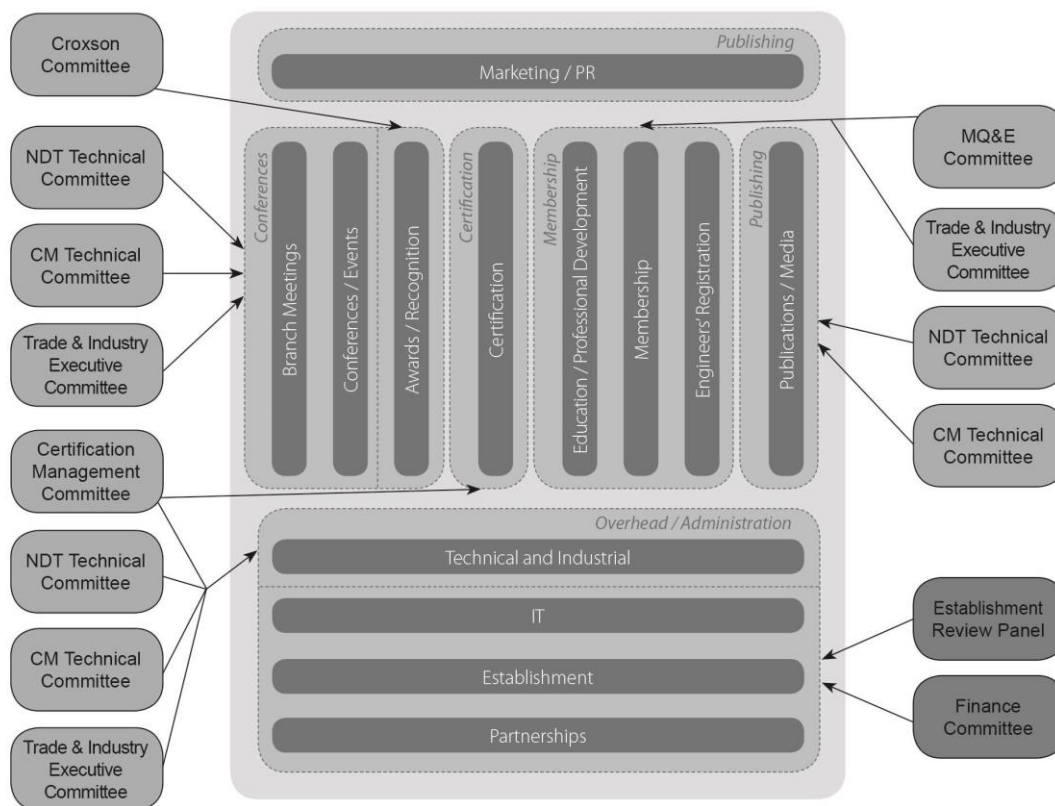 Croxson
Committee
NDT Technical
Committee
CM Technical
Committee
Trade & Industry
Executive
Committee
Certification
Management
Committee
NDT Technical
Committee
CM Technical
Committee
Trade & Industry
Executive
Committee
Publishing
Marketing / PR
Conferences
Branch Meetings
Conferences / Events
Awards / Recognition
Certification
Certification
Membership
Education / Professional Development
Membership
Engineers' Registration
Publishing
Publications / Media
Overhead / Administration
Technical and Industrial
IT
Establishment
Partnerships
MQ&E
Committee
Trade & Industry
Executive
Committee
NDT Technical
Committee
CM Technical
Committee
Establishment
Review Panel
Finance
Committee